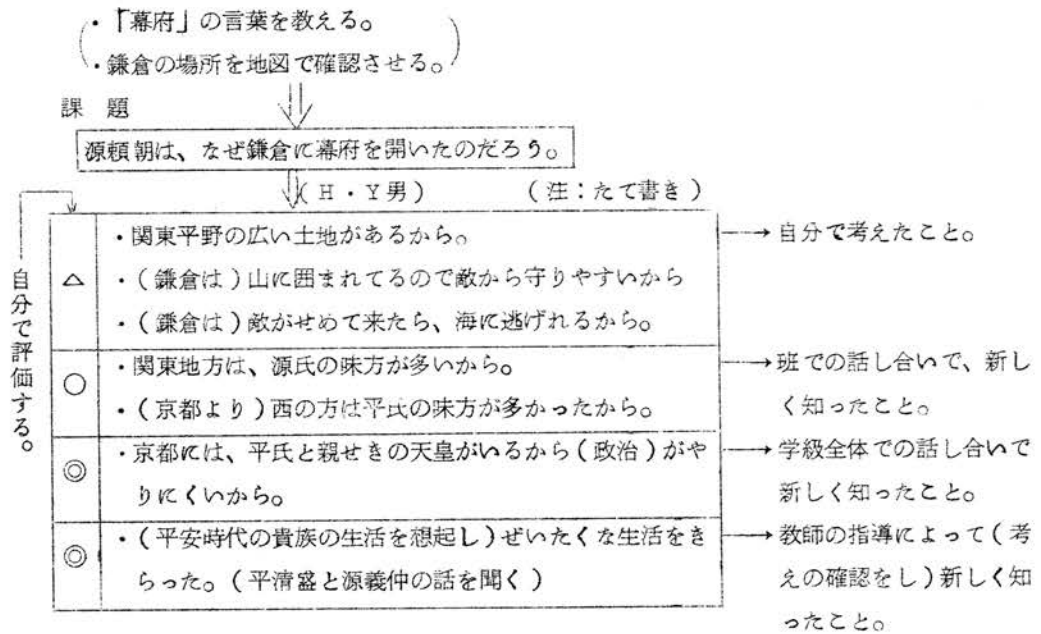 ・「幕府」の言葉を教える。
・鎌倉の場所を地図で確認させる。
課 題
源頼朝は、なぜ鎌倉に幕府を開いたのだろう。
(H・Y男) (注:たて書き)
自分で評価する。
△
・関東平野の広い土地があるから。
・(鎌倉は)山に囲まれてるので敵から守りやすいから
・(鎌倉は)敵がせめて来たら、海に逃げれるから。
→自分で考えたこと。
○
・関東地方は、源氏の味方が多いから。
・(京都より)西の方は平氏の味方が多かったから。
→班での話し合いで、新し
く知ったこと。
◎
・京都には、平氏と親せきの天皇がいるから(政治)がや
りにくいから。
→学級全体での話し合いで
新しく知ったこと。
◎
・(平安時代の貴族の生活を想起し)ぜいたくな生活をき
らった。(平清盛と源義仲の話を聞く)
→教師の指導によって(考
えの確認をし)新しく知
ったこと。